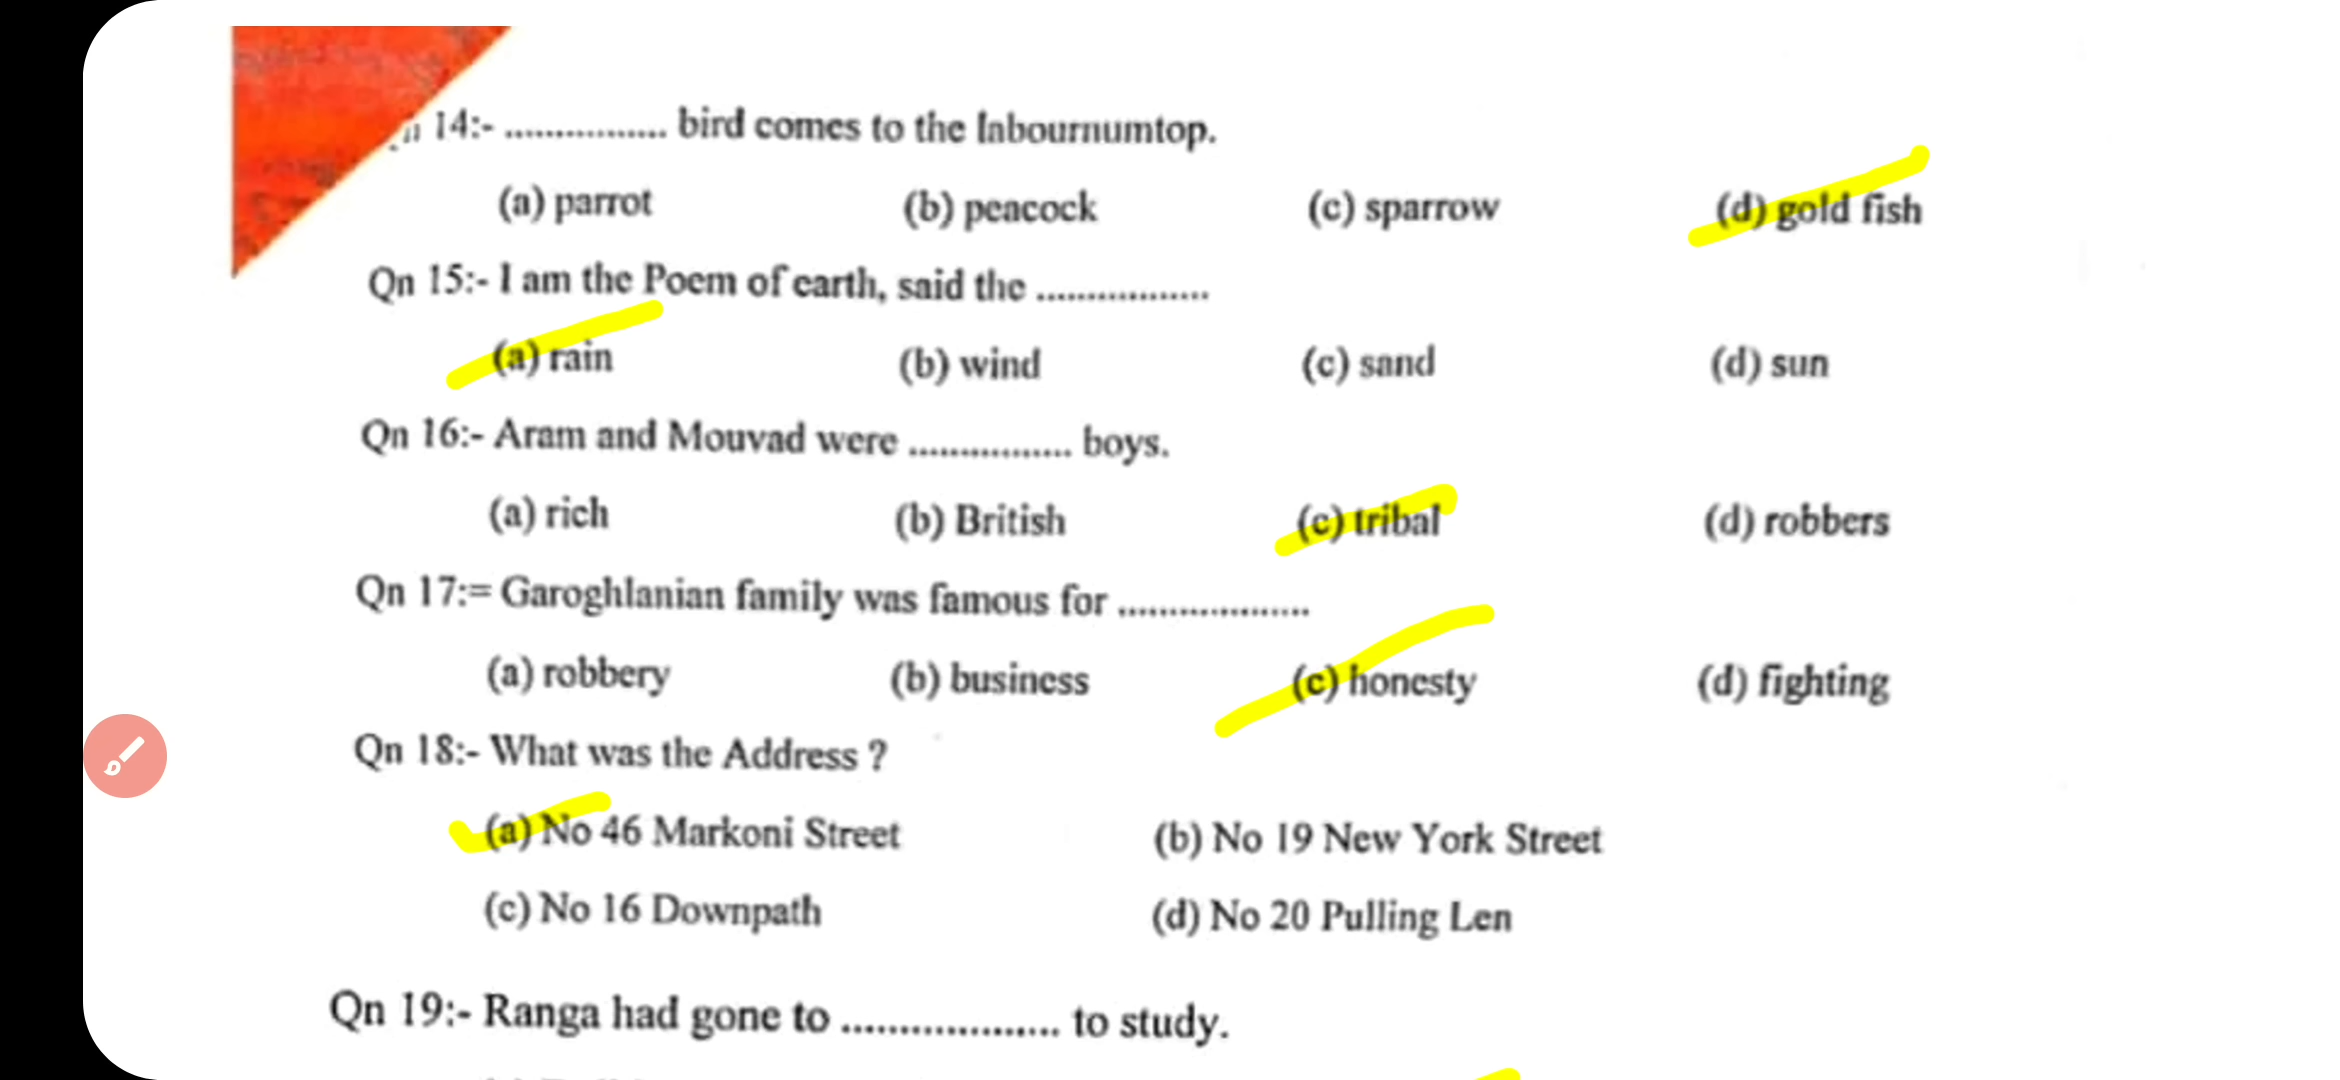 14:- ................ bird comes to the labournumtop.
(a) parrot (b) peacock (c) sparrow (d) gold fish
Qn 15:- I am the Poem of earth, said the .................
(a) rain (b) wind (c) sand (d) sun
Qn 16:- Aram and Mouvad were ................ boys.
(a) rich (b) British (c) tribal (d) robbers
Qn 17:= Garoghlanian family was famous for ...................
(a) robbery (b) business (c) honesty (d) fighting
Qn 18:- What was the Address ?
(a) No 46 Markoni Street (b) No 19 New York Street
(c) No 16 Downpath (d) No 20 Pulling Len
Qn 19:- Ranga had gone to ................... to study.